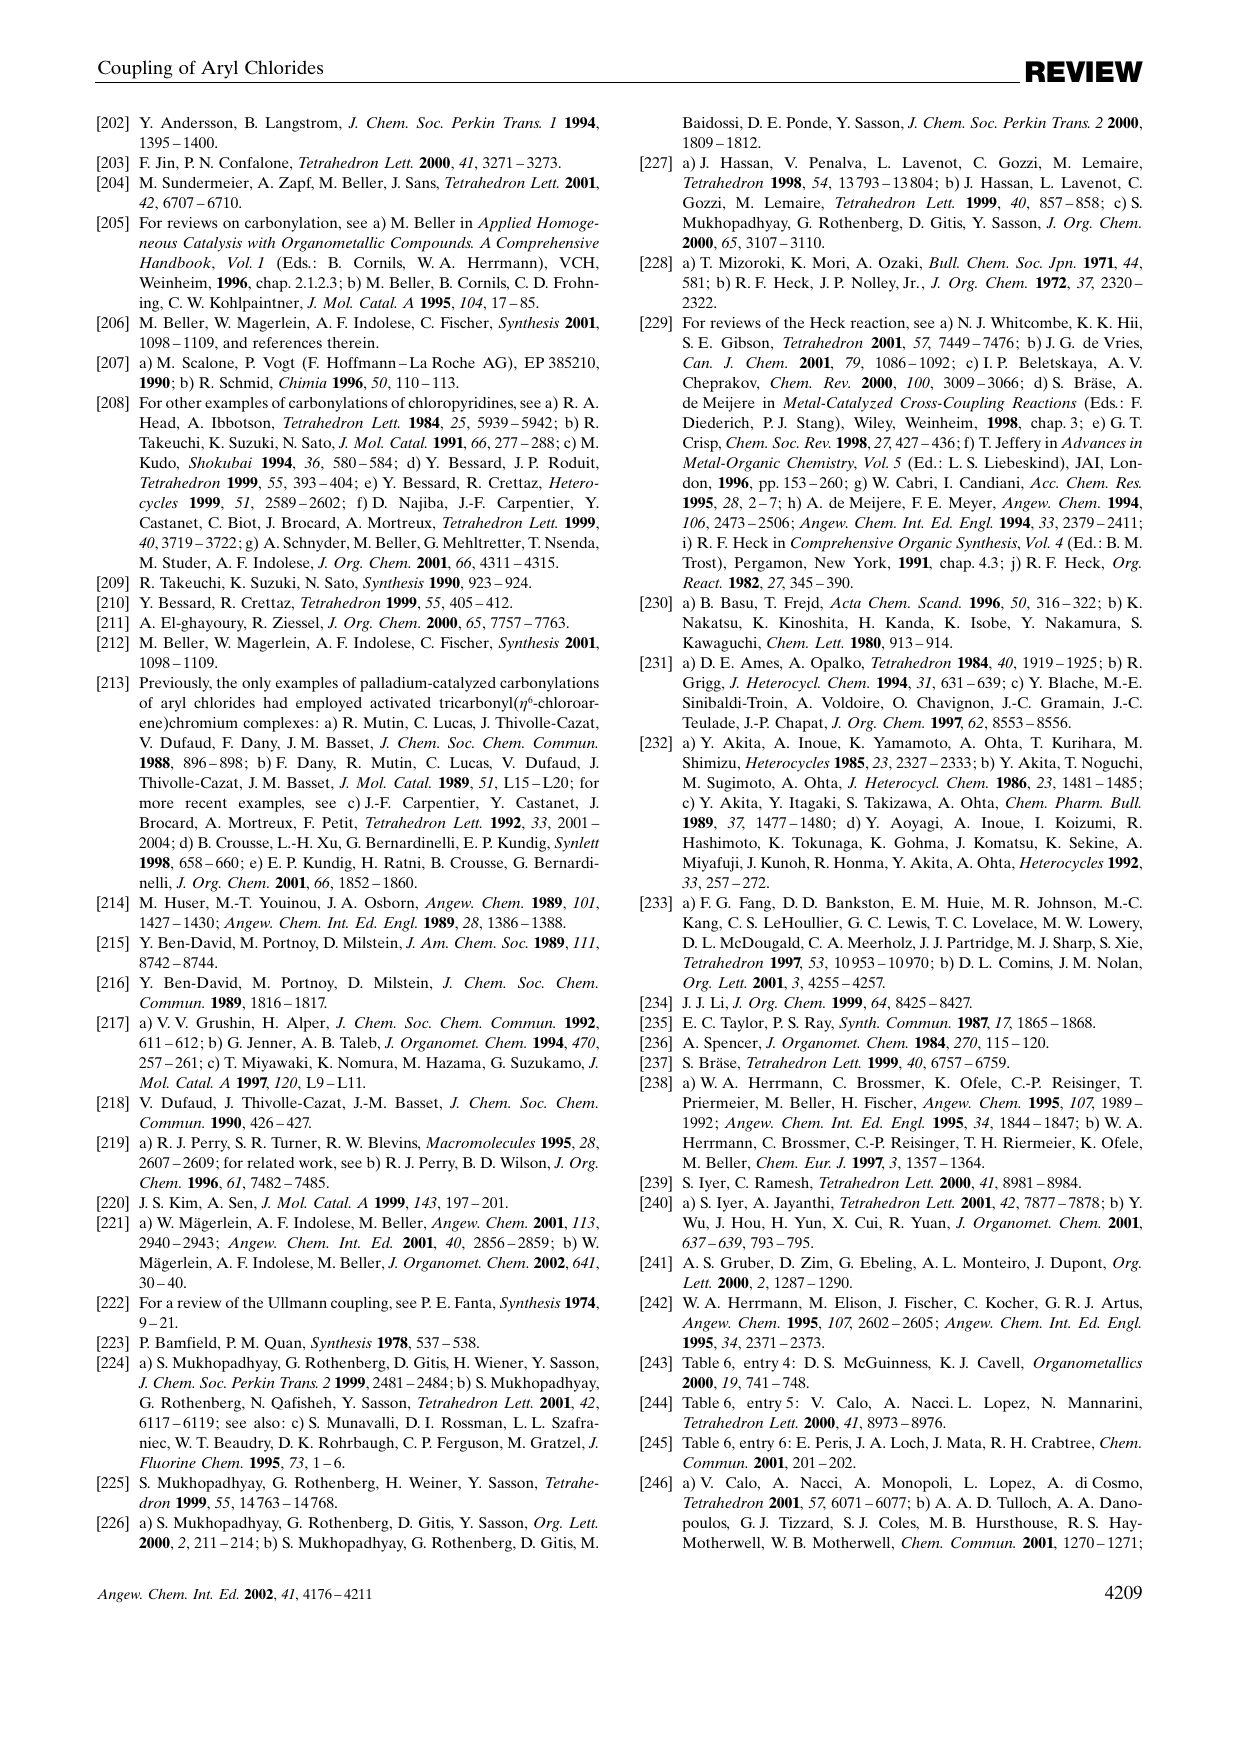 Coupling of Aryl Chlorides
REVIEW
[202] Y. Andersson, B. Langstrom, J. Chem. Soc. Perkin Trans. 1 1994,
1395–1400.
[203] F. Jin, P. N. Confalone, Tetrahedron Lett. 2000, 41, 3271–3273.
[204] M. Sundermeier, A. Zapf, M. Beller, J. Sans, Tetrahedron Lett. 2001,
42, 6707–6710.
[205] For reviews on carbonylation, see a) M. Beller in Applied Homoge-
neous Catalysis with Organometallic Compounds. A Comprehensive
Handbook, Vol. 1 (Eds.: B. Cornils, W. A. Herrmann), VCH,
Weinheim, 1996, chap. 2.1.2.3; b) M. Beller, B. Cornils, C. D. Frohn-
ing, C. W. Kohlpaintner, J. Mol. Catal. A 1995, 104, 17–85.
[206] M. Beller, W. Magerlein, A. F. Indolese, C. Fischer, Synthesis 2001,
1098–1109, and references therein.
[207] a) M. Scalone, P. Vogt (F. Hoffmann–La Roche AG), EP 385210,
1990; b) R. Schmid, Chimia 1996, 50, 110–113.
[208] For other examples of carbonylations of chloropyridines, see a) R. A.
Head, A. Ibbotson, Tetrahedron Lett. 1984, 25, 5939–5942; b) R.
Takeuchi, K. Suzuki, N. Sato, J. Mol. Catal. 1991, 66, 277–288; c) M.
Kudo, Shokubai 1994, 36, 580–584; d) Y. Bessard, J. P. Roduit,
Tetrahedron 1999, 55, 393–404; e) Y. Bessard, R. Crettaz, Hetero-
cycles 1999, 51, 2589–2602; f) D. Najiba, J.-F. Carpentier, Y.
Castanet, C. Biot, J. Brocard, A. Mortreux, Tetrahedron Lett. 1999,
40, 3719–3722; g) A. Schnyder, M. Beller, G. Mehltretter, T. Nsenda,
M. Studer, A. F. Indolese, J. Org. Chem. 2001, 66, 4311–4315.
[209] R. Takeuchi, K. Suzuki, N. Sato, Synthesis 1990, 923–924.
[210] Y. Bessard, R. Crettaz, Tetrahedron 1999, 55, 405–412.
[211] A. El-ghayoury, R. Ziessel, J. Org. Chem. 2000, 65, 7757–7763.
[212] M. Beller, W. Magerlein, A. F. Indolese, C. Fischer, Synthesis 2001,
1098–1109.
[213] Previously, the only examples of palladium-catalyzed carbonylations
of aryl chlorides had employed activated tricarbonyl(η⁶-chloroar-
ene)chromium complexes: a) R. Mutin, C. Lucas, J. Thivolle-Cazat,
V. Dufaud, F. Dany, J. M. Basset, J. Chem. Soc. Chem. Commun.
1988, 896–898; b) F. Dany, R. Mutin, C. Lucas, V. Dufaud, J.
Thivolle-Cazat, J. M. Basset, J. Mol. Catal. 1989, 51, L15–L20; for
more recent examples, see c) J.-F. Carpentier, Y. Castanet, J.
Brocard, A. Mortreux, F. Petit, Tetrahedron Lett. 1992, 33, 2001–
2004; d) B. Crousse, L.-H. Xu, G. Bernardinelli, E. P. Kundig, Synlett
1998, 658–660; e) E. P. Kundig, H. Ratni, B. Crousse, G. Bernardi-
nelli, J. Org. Chem. 2001, 66, 1852–1860.
[214] M. Huser, M.-T. Youinou, J. A. Osborn, Angew. Chem. 1989, 101,
1427–1430; Angew. Chem. Int. Ed. Engl. 1989, 28, 1386–1388.
[215] Y. Ben-David, M. Portnoy, D. Milstein, J. Am. Chem. Soc. 1989, 111,
8742–8744.
[216] Y. Ben-David, M. Portnoy, D. Milstein, J. Chem. Soc. Chem.
Commun. 1989, 1816–1817.
[217] a) V. V. Grushin, H. Alper, J. Chem. Soc. Chem. Commun. 1992,
611–612; b) G. Jenner, A. B. Taleb, J. Organomet. Chem. 1994, 470,
257–261; c) T. Miyawaki, K. Nomura, M. Hazama, G. Suzukamo, J.
Mol. Catal. A 1997, 120, L9–L11.
[218] V. Dufaud, J. Thivolle-Cazat, J.-M. Basset, J. Chem. Soc. Chem.
Commun. 1990, 426–427.
[219] a) R. J. Perry, S. R. Turner, R. W. Blevins, Macromolecules 1995, 28,
2607–2609; for related work, see b) R. J. Perry, B. D. Wilson, J. Org.
Chem. 1996, 61, 7482–7485.
[220] J. S. Kim, A. Sen, J. Mol. Catal. A 1999, 143, 197–201.
[221] a) W. Mägerlein, A. F. Indolese, M. Beller, Angew. Chem. 2001, 113,
2940–2943; Angew. Chem. Int. Ed. 2001, 40, 2856–2859; b) W.
Mägerlein, A. F. Indolese, M. Beller, J. Organomet. Chem. 2002, 641,
30–40.
[222] For a review of the Ullmann coupling, see P. E. Fanta, Synthesis 1974,
9–21.
[223] P. Bamfield, P. M. Quan, Synthesis 1978, 537–538.
[224] a) S. Mukhopadhyay, G. Rothenberg, D. Gitis, H. Wiener, Y. Sasson,
J. Chem. Soc. Perkin Trans. 2 1999, 2481–2484; b) S. Mukhopadhyay,
G. Rothenberg, N. Qafisheh, Y. Sasson, Tetrahedron Lett. 2001, 42,
6117–6119; see also: c) S. Munavalli, D. I. Rossman, L. L. Szafra-
niec, W. T. Beaudry, D. K. Rohrbaugh, C. P. Ferguson, M. Gratzel, J.
Fluorine Chem. 1995, 73, 1–6.
[225] S. Mukhopadhyay, G. Rothenberg, H. Weiner, Y. Sasson, Tetrahe-
dron 1999, 55, 14763–14768.
[226] a) S. Mukhopadhyay, G. Rothenberg, D. Gitis, Y. Sasson, Org. Lett.
2000, 2, 211–214; b) S. Mukhopadhyay, G. Rothenberg, D. Gitis, M.
Baidossi, D. E. Ponde, Y. Sasson, J. Chem. Soc. Perkin Trans. 2 2000,
1809–1812.
[227] a) J. Hassan, V. Penalva, L. Lavenot, C. Gozzi, M. Lemaire,
Tetrahedron 1998, 54, 13793–13804; b) J. Hassan, L. Lavenot, C.
Gozzi, M. Lemaire, Tetrahedron Lett. 1999, 40, 857–858; c) S.
Mukhopadhyay, G. Rothenberg, D. Gitis, Y. Sasson, J. Org. Chem.
2000, 65, 3107–3110.
[228] a) T. Mizoroki, K. Mori, A. Ozaki, Bull. Chem. Soc. Jpn. 1971, 44,
581; b) R. F. Heck, J. P. Nolley, Jr., J. Org. Chem. 1972, 37, 2320–
2322.
[229] For reviews of the Heck reaction, see a) N. J. Whitcombe, K. K. Hii,
S. E. Gibson, Tetrahedron 2001, 57, 7449–7476; b) J. G. de Vries,
Can. J. Chem. 2001, 79, 1086–1092; c) I. P. Beletskaya, A. V.
Cheprakov, Chem. Rev. 2000, 100, 3009–3066; d) S. Bräse, A.
de Meijere in Metal-Catalyzed Cross-Coupling Reactions (Eds.: F.
Diederich, P. J. Stang), Wiley, Weinheim, 1998, chap. 3; e) G. T.
Crisp, Chem. Soc. Rev. 1998, 27, 427–436; f) T. Jeffery in Advances in
Metal-Organic Chemistry, Vol. 5 (Ed.: L. S. Liebeskind), JAI, Lon-
don, 1996, pp. 153–260; g) W. Cabri, I. Candiani, Acc. Chem. Res.
1995, 28, 2–7; h) A. de Meijere, F. E. Meyer, Angew. Chem. 1994,
106, 2473–2506; Angew. Chem. Int. Ed. Engl. 1994, 33, 2379–2411;
i) R. F. Heck in Comprehensive Organic Synthesis, Vol. 4 (Ed.: B. M.
Trost), Pergamon, New York, 1991, chap. 4.3; j) R. F. Heck, Org.
React. 1982, 27, 345–390.
[230] a) B. Basu, T. Frejd, Acta Chem. Scand. 1996, 50, 316–322; b) K.
Nakatsu, K. Kinoshita, H. Kanda, K. Isobe, Y. Nakamura, S.
Kawaguchi, Chem. Lett. 1980, 913–914.
[231] a) D. E. Ames, A. Opalko, Tetrahedron 1984, 40, 1919–1925; b) R.
Grigg, J. Heterocycl. Chem. 1994, 31, 631–639; c) Y. Blache, M.-E.
Sinibaldi-Troin, A. Voldoire, O. Chavignon, J.-C. Gramain, J.-C.
Teulade, J.-P. Chapat, J. Org. Chem. 1997, 62, 8553–8556.
[232] a) Y. Akita, A. Inoue, K. Yamamoto, A. Ohta, T. Kurihara, M.
Shimizu, Heterocycles 1985, 23, 2327–2333; b) Y. Akita, T. Noguchi,
M. Sugimoto, A. Ohta, J. Heterocycl. Chem. 1986, 23, 1481–1485;
c) Y. Akita, Y. Itagaki, S. Takizawa, A. Ohta, Chem. Pharm. Bull.
1989, 37, 1477–1480; d) Y. Aoyagi, A. Inoue, I. Koizumi, R.
Hashimoto, K. Tokunaga, K. Gohma, J. Komatsu, K. Sekine, A.
Miyafuji, J. Kunoh, R. Honma, Y. Akita, A. Ohta, Heterocycles 1992,
33, 257–272.
[233] a) F. G. Fang, D. D. Bankston, E. M. Huie, M. R. Johnson, M.-C.
Kang, C. S. LeHoullier, G. C. Lewis, T. C. Lovelace, M. W. Lowery,
D. L. McDougald, C. A. Meerholz, J. J. Partridge, M. J. Sharp, S. Xie,
Tetrahedron 1997, 53, 10953–10970; b) D. L. Comins, J. M. Nolan,
Org. Lett. 2001, 3, 4255–4257.
[234] J. J. Li, J. Org. Chem. 1999, 64, 8425–8427.
[235] E. C. Taylor, P. S. Ray, Synth. Commun. 1987, 17, 1865–1868.
[236] A. Spencer, J. Organomet. Chem. 1984, 270, 115–120.
[237] S. Bräse, Tetrahedron Lett. 1999, 40, 6757–6759.
[238] a) W. A. Herrmann, C. Brossmer, K. Ofele, C.-P. Reisinger, T.
Priermeier, M. Beller, H. Fischer, Angew. Chem. 1995, 107, 1989–
1992; Angew. Chem. Int. Ed. Engl. 1995, 34, 1844–1847; b) W. A.
Herrmann, C. Brossmer, C.-P. Reisinger, T. H. Riermeier, K. Ofele,
M. Beller, Chem. Eur. J. 1997, 3, 1357–1364.
[239] S. Iyer, C. Ramesh, Tetrahedron Lett. 2000, 41, 8981–8984.
[240] a) S. Iyer, A. Jayanthi, Tetrahedron Lett. 2001, 42, 7877–7878; b) Y.
Wu, J. Hou, H. Yun, X. Cui, R. Yuan, J. Organomet. Chem. 2001,
637–639, 793–795.
[241] A. S. Gruber, D. Zim, G. Ebeling, A. L. Monteiro, J. Dupont, Org.
Lett. 2000, 2, 1287–1290.
[242] W. A. Herrmann, M. Elison, J. Fischer, C. Kocher, G. R. J. Artus,
Angew. Chem. 1995, 107, 2602–2605; Angew. Chem. Int. Ed. Engl.
1995, 34, 2371–2373.
[243] Table 6, entry 4: D. S. McGuinness, K. J. Cavell, Organometallics
2000, 19, 741–748.
[244] Table 6, entry 5: V. Calo, A. Nacci. L. Lopez, N. Mannarini,
Tetrahedron Lett. 2000, 41, 8973–8976.
[245] Table 6, entry 6: E. Peris, J. A. Loch, J. Mata, R. H. Crabtree, Chem.
Commun. 2001, 201–202.
[246] a) V. Calo, A. Nacci, A. Monopoli, L. Lopez, A. di Cosmo,
Tetrahedron 2001, 57, 6071–6077; b) A. A. D. Tulloch, A. A. Dano-
poulos, G. J. Tizzard, S. J. Coles, M. B. Hursthouse, R. S. Hay-
Motherwell, W. B. Motherwell, Chem. Commun. 2001, 1270–1271;
Angew. Chem. Int. Ed. 2002, 41, 4176–4211
4209